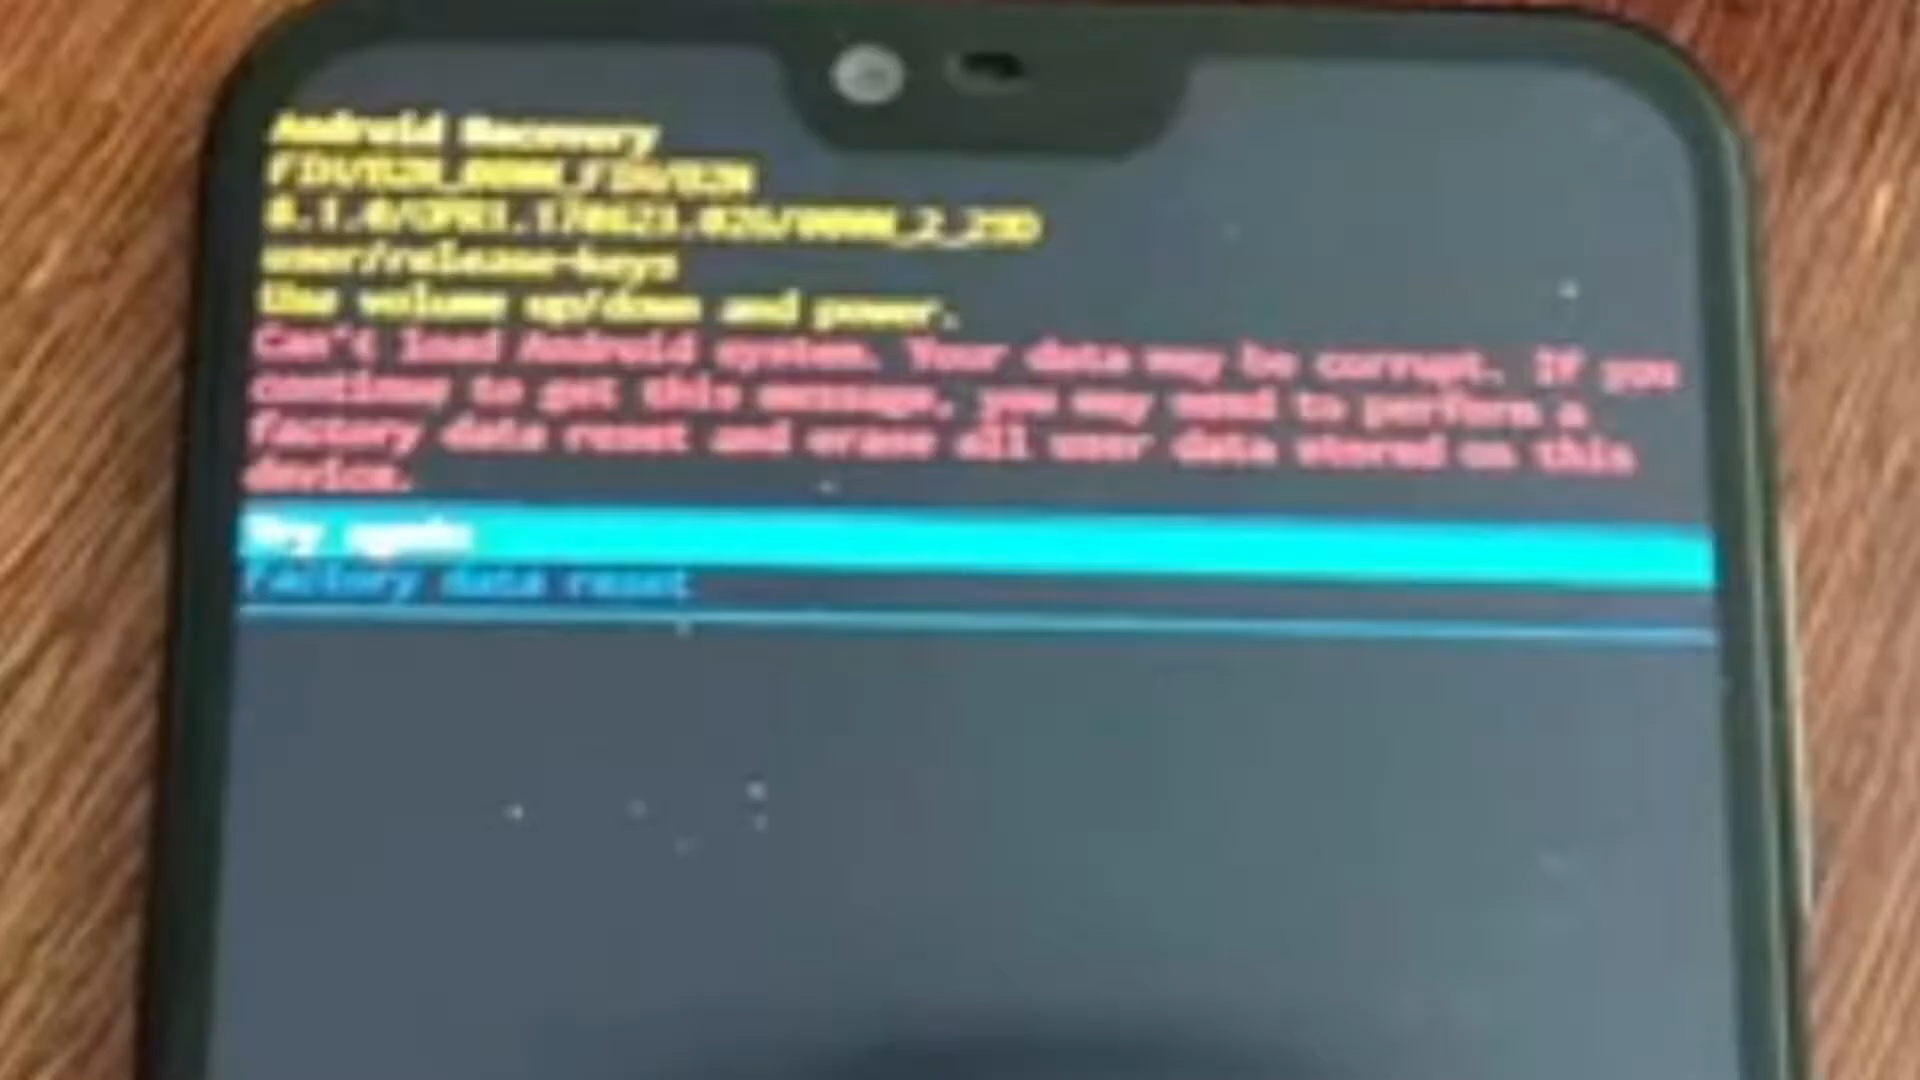 Android Recovery
user/release-keys
Use volume up/down and power.
Can't load Android system. Your data may be corrupt. If you
continue to get this message, you may need to perform a
factory data reset and erase all user data stored on this
device.
Try again
Factory data reset